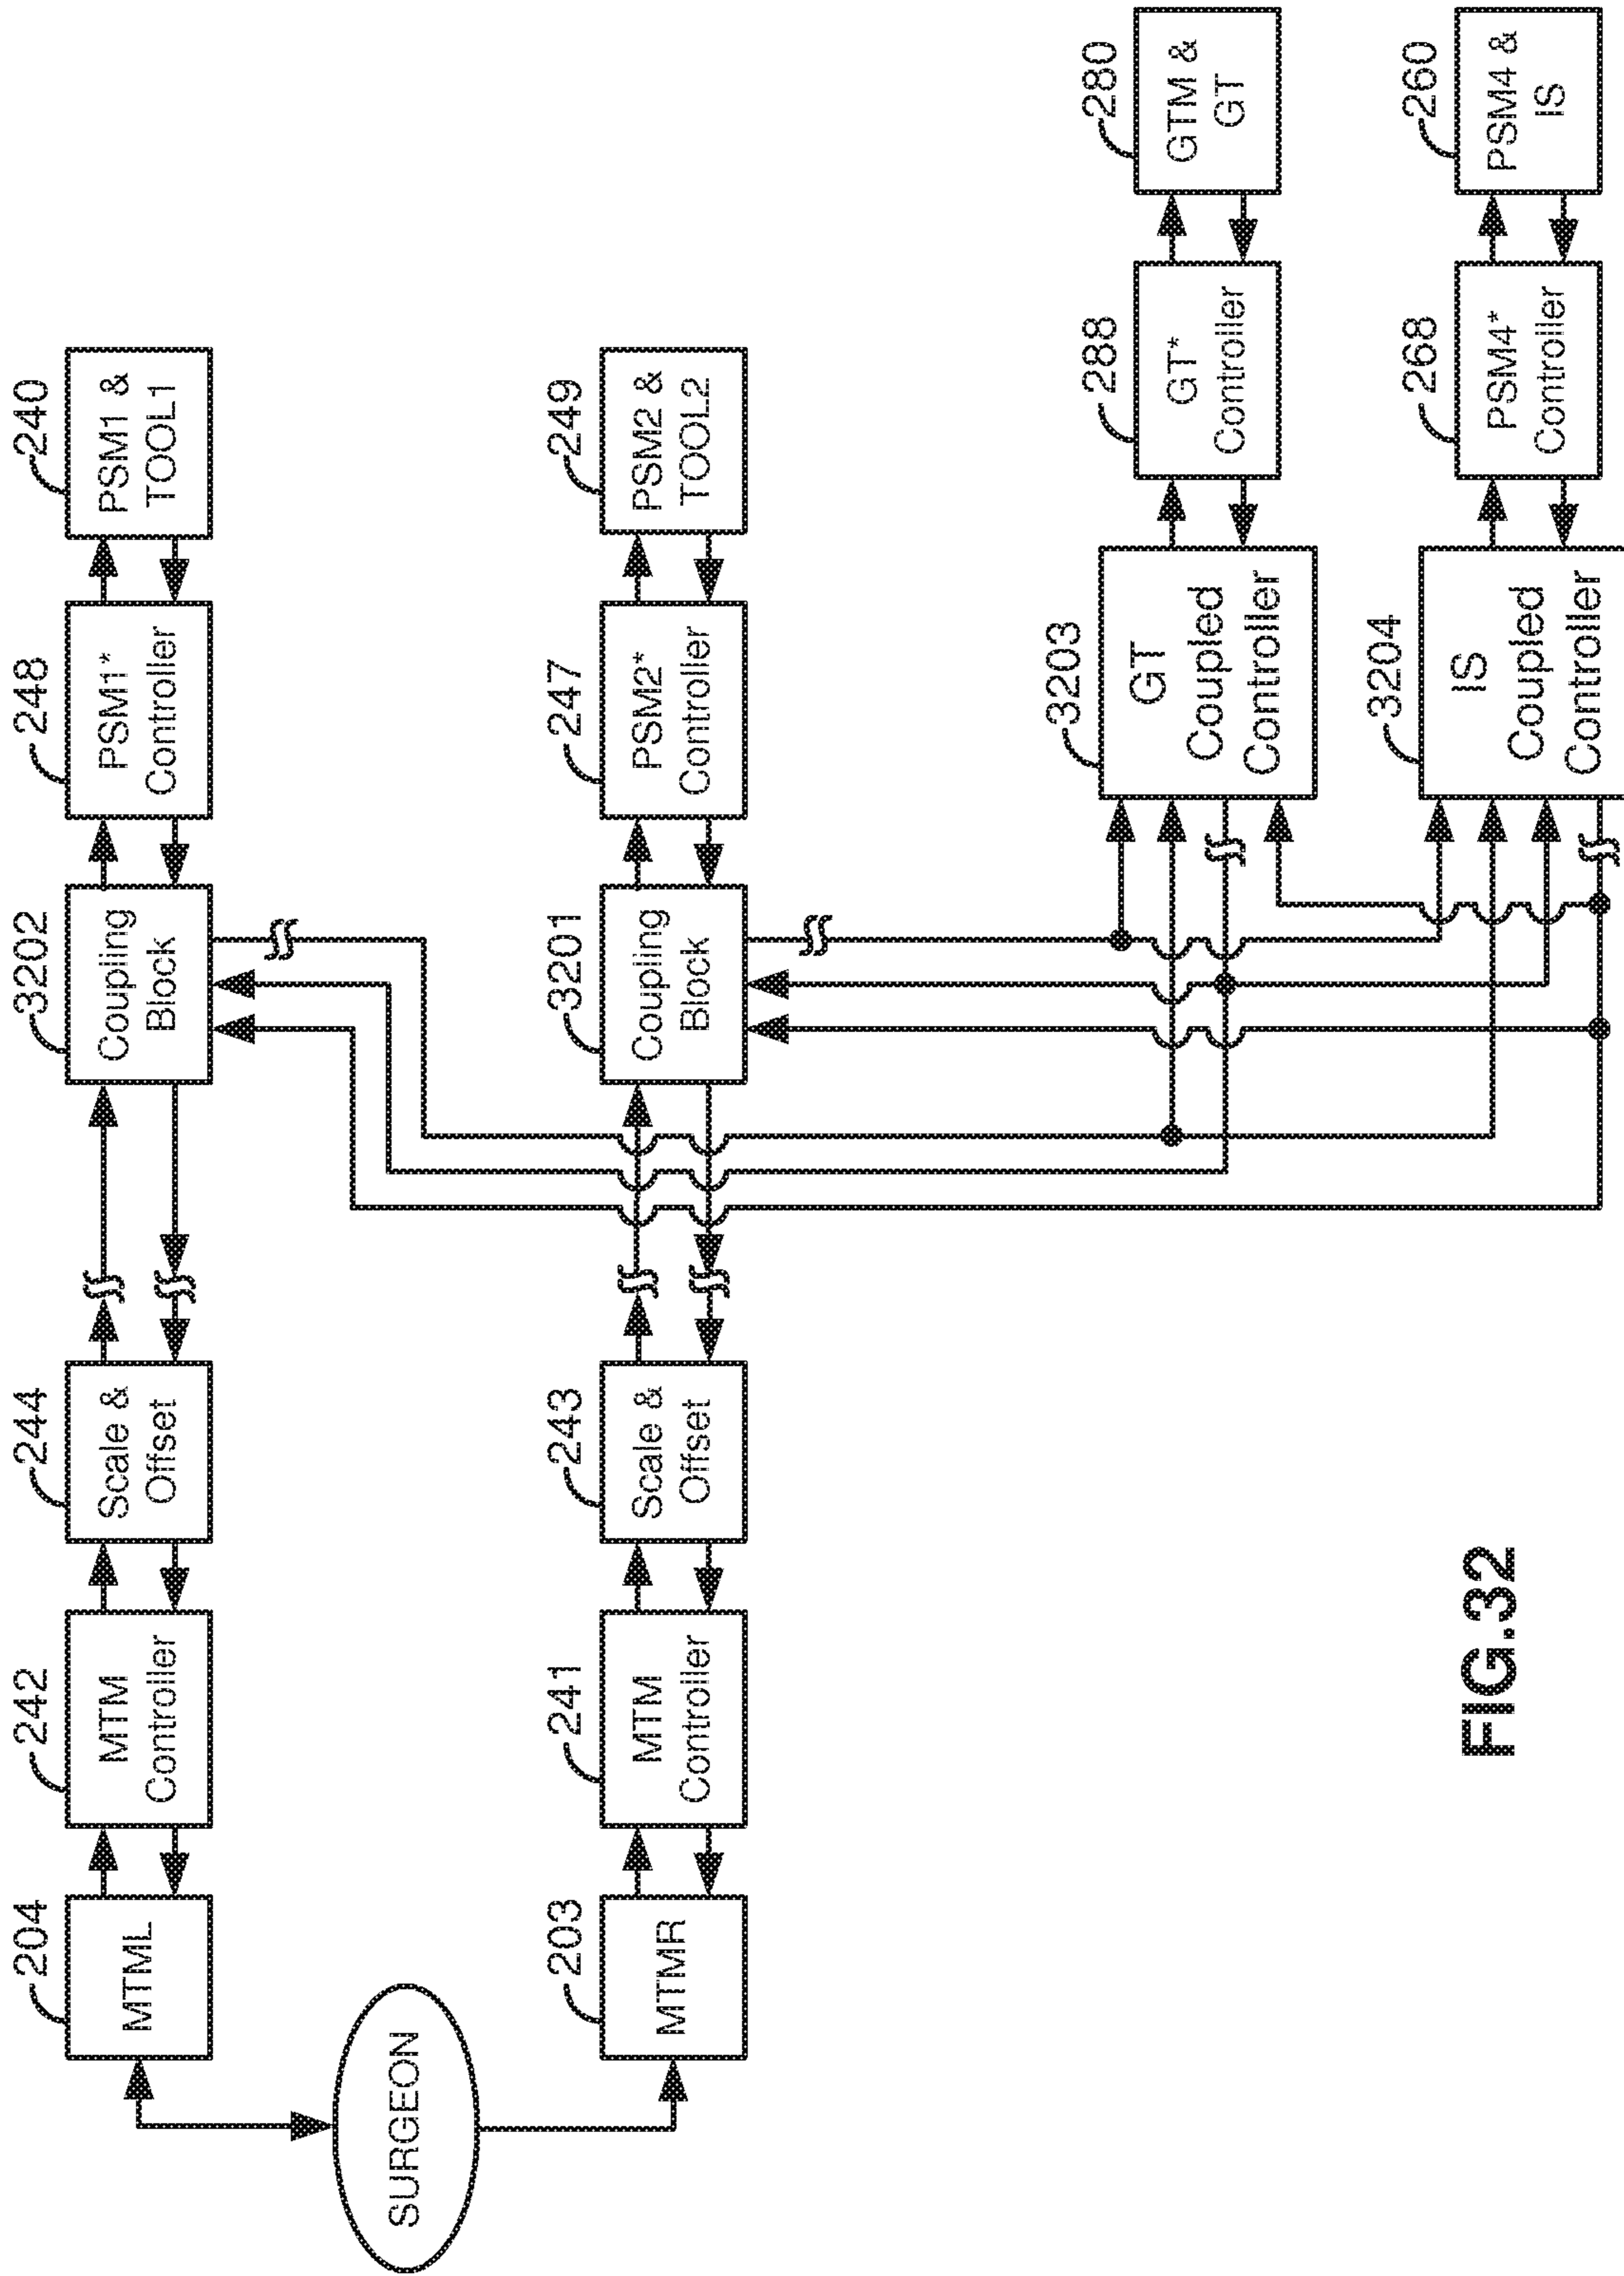 204
MTML
242
MTM
Controller
244
Scale &
Offset
3202
Coupling
Block
248
PSM1*
Controller
240
PSM1 &
TOOL1
SURGEON
203
MTMR
241
MTM
Controller
243
Scale &
Offset
3201
Coupling
Block
247
PSM2*
Controller
249
PSM2 &
TOOL2
3203
GT
Coupled
Controller
288
GT*
Controller
280
GTM &
GT
3204
IS
Coupled
Controller
268
PSM4*
Controller
260
PSM4 &
IS
FIG.32